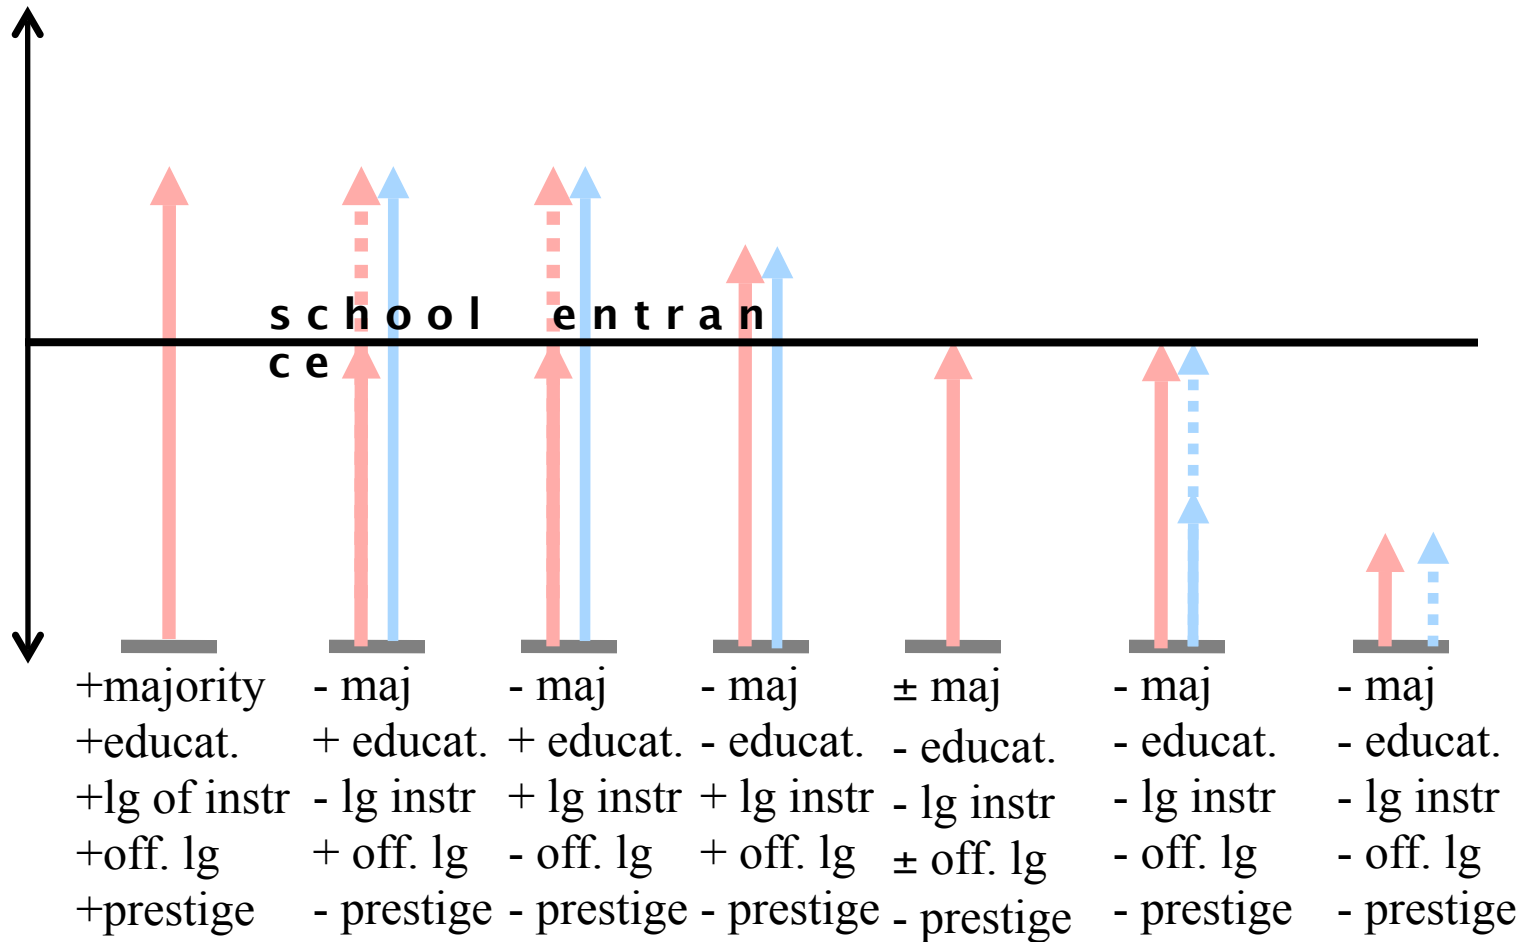 school entran
ce
+majority
+educat.
+lg of instr
+off. lg
+prestige
- maj
+ educat.
- lg instr
+ off. lg
- prestige
- maj
+ educat.
+ lg instr
- off. lg
- prestige
- maj
- educat.
+ lg instr
+ off. lg
- prestige
± maj
- educat.
- lg instr
± off. lg
- prestige
- maj
- educat.
- lg instr
- off. lg
- prestige
- maj
- educat.
- lg instr
- off. lg
- prestige